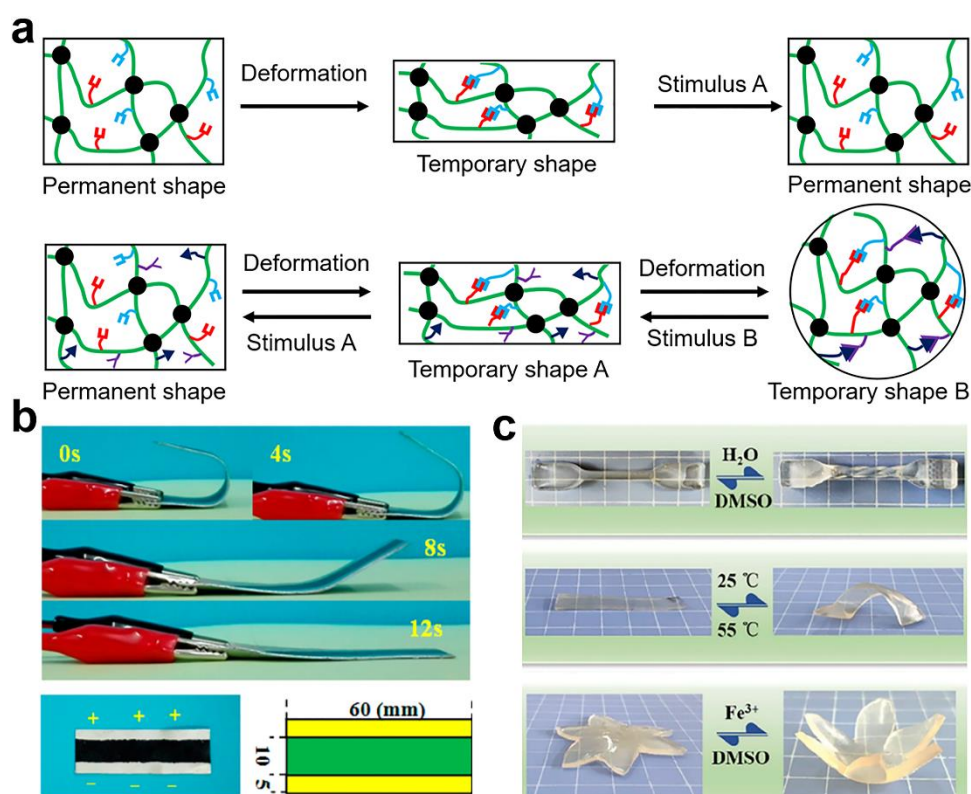 a
Deformation
Stimulus A
Permanent shape
Temporary shape
Permanent shape
Deformation
Stimulus A
Deformation
Stimulus B
Permanent shape
Temporary shape A
Temporary shape B
b
0s
4s
8s
12s
+ + +
– – –
60 (mm)
10
5
c
H₂O
DMSO
25 ℃
55 ℃
Fe³⁺
DMSO